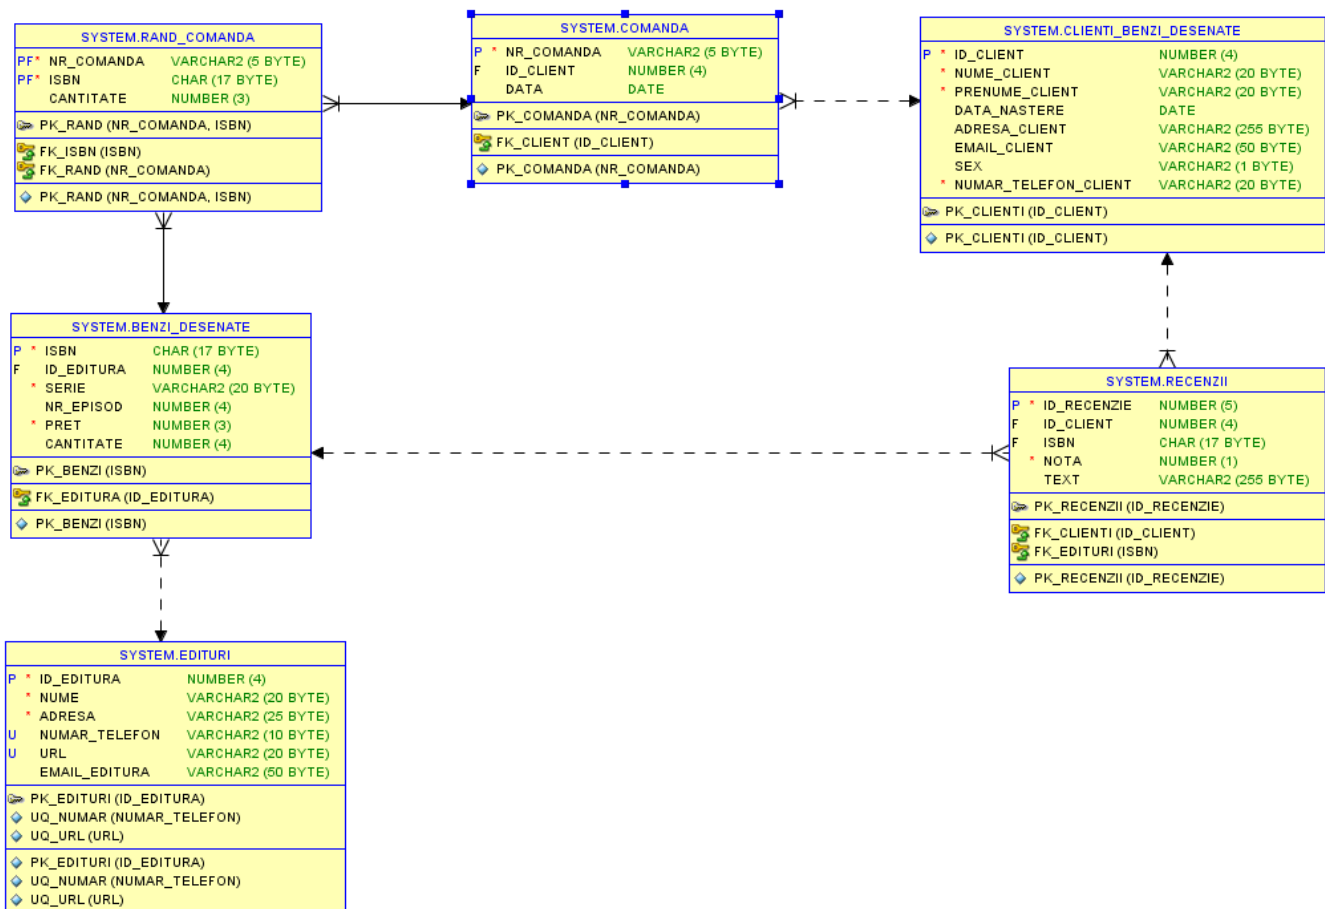 SYSTEM.RAND_COMANDA
PF* NR_COMANDA VARCHAR2 (5 BYTE)
PF* ISBN CHAR (17 BYTE)
CANTITATE NUMBER (3)
PK_RAND (NR_COMANDA, ISBN)
FK_ISBN (ISBN)
FK_RAND (NR_COMANDA)
PK_RAND (NR_COMANDA, ISBN)
SYSTEM.COMANDA
P * NR_COMANDA VARCHAR2 (5 BYTE)
F ID_CLIENT NUMBER (4)
DATA DATE
PK_COMANDA (NR_COMANDA)
FK_CLIENT (ID_CLIENT)
PK_COMANDA (NR_COMANDA)
SYSTEM.CLIENTI_BENZI_DESENATE
P * ID_CLIENT NUMBER (4)
* NUME_CLIENT VARCHAR2 (20 BYTE)
* PRENUME_CLIENT VARCHAR2 (20 BYTE)
DATA_NASTERE DATE
ADRESA_CLIENT VARCHAR2 (255 BYTE)
EMAIL_CLIENT VARCHAR2 (50 BYTE)
SEX VARCHAR2 (1 BYTE)
* NUMAR_TELEFON_CLIENT VARCHAR2 (20 BYTE)
PK_CLIENTI (ID_CLIENT)
PK_CLIENTI (ID_CLIENT)
SYSTEM.BENZI_DESENATE
P * ISBN CHAR (17 BYTE)
F ID_EDITURA NUMBER (4)
* SERIE VARCHAR2 (20 BYTE)
NR_EPISOD NUMBER (4)
* PRET NUMBER (3)
CANTITATE NUMBER (4)
PK_BENZI (ISBN)
FK_EDITURA (ID_EDITURA)
PK_BENZI (ISBN)
SYSTEM.RECENZII
P * ID_RECENZIE NUMBER (5)
F ID_CLIENT NUMBER (4)
F ISBN CHAR (17 BYTE)
* NOTA NUMBER (1)
TEXT VARCHAR2 (255 BYTE)
PK_RECENZII (ID_RECENZIE)
FK_CLIENTI (ID_CLIENT)
FK_EDITURI (ISBN)
PK_RECENZII (ID_RECENZIE)
SYSTEM.EDITURI
P * ID_EDITURA NUMBER (4)
* NUME VARCHAR2 (20 BYTE)
* ADRESA VARCHAR2 (25 BYTE)
U NUMAR_TELEFON VARCHAR2 (10 BYTE)
U URL VARCHAR2 (20 BYTE)
EMAIL_EDITURA VARCHAR2 (50 BYTE)
PK_EDITURI (ID_EDITURA)
UQ_NUMAR (NUMAR_TELEFON)
UQ_URL (URL)
PK_EDITURI (ID_EDITURA)
UQ_NUMAR (NUMAR_TELEFON)
UQ_URL (URL)